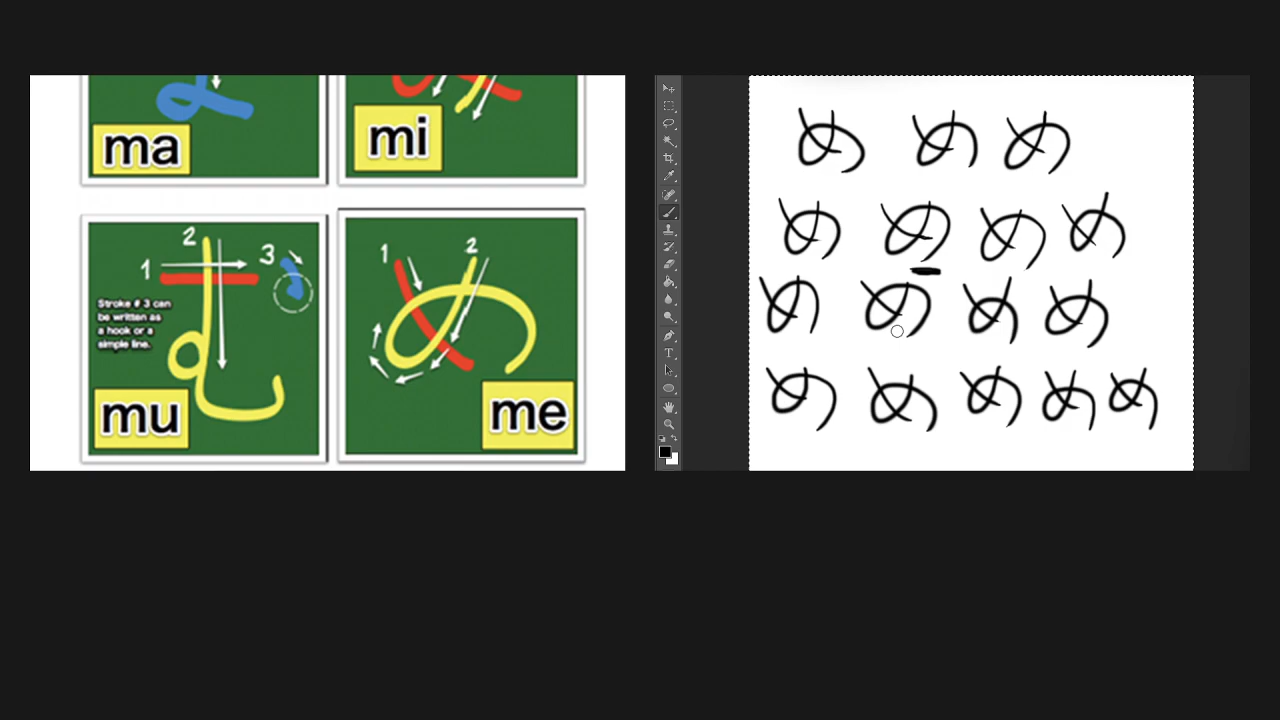 ma
mi
1 2 3
Stroke # 3 can
be written as
a hook or a
simple line.
mu
1 2
me
め め め
め め め め
め め め め
め め め め め